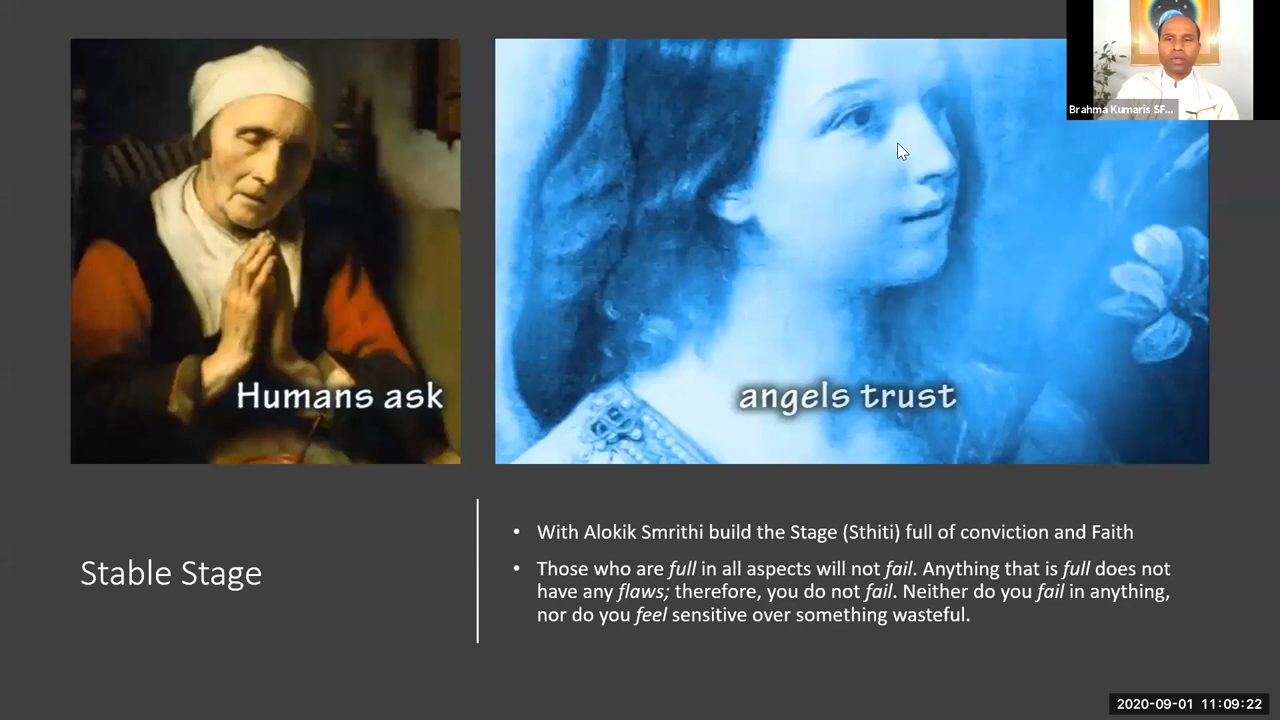 Brahma Kumaris SF...
Humans ask
angels trust
Stable Stage
• With Alokik Smrithi build the Stage (Sthiti) full of conviction and Faith
• Those who are full in all aspects will not fail. Anything that is full does not
have any flaws; therefore, you do not fail. Neither do you fail in anything,
nor do you feel sensitive over something wasteful.
2020-09-01 11:09:22